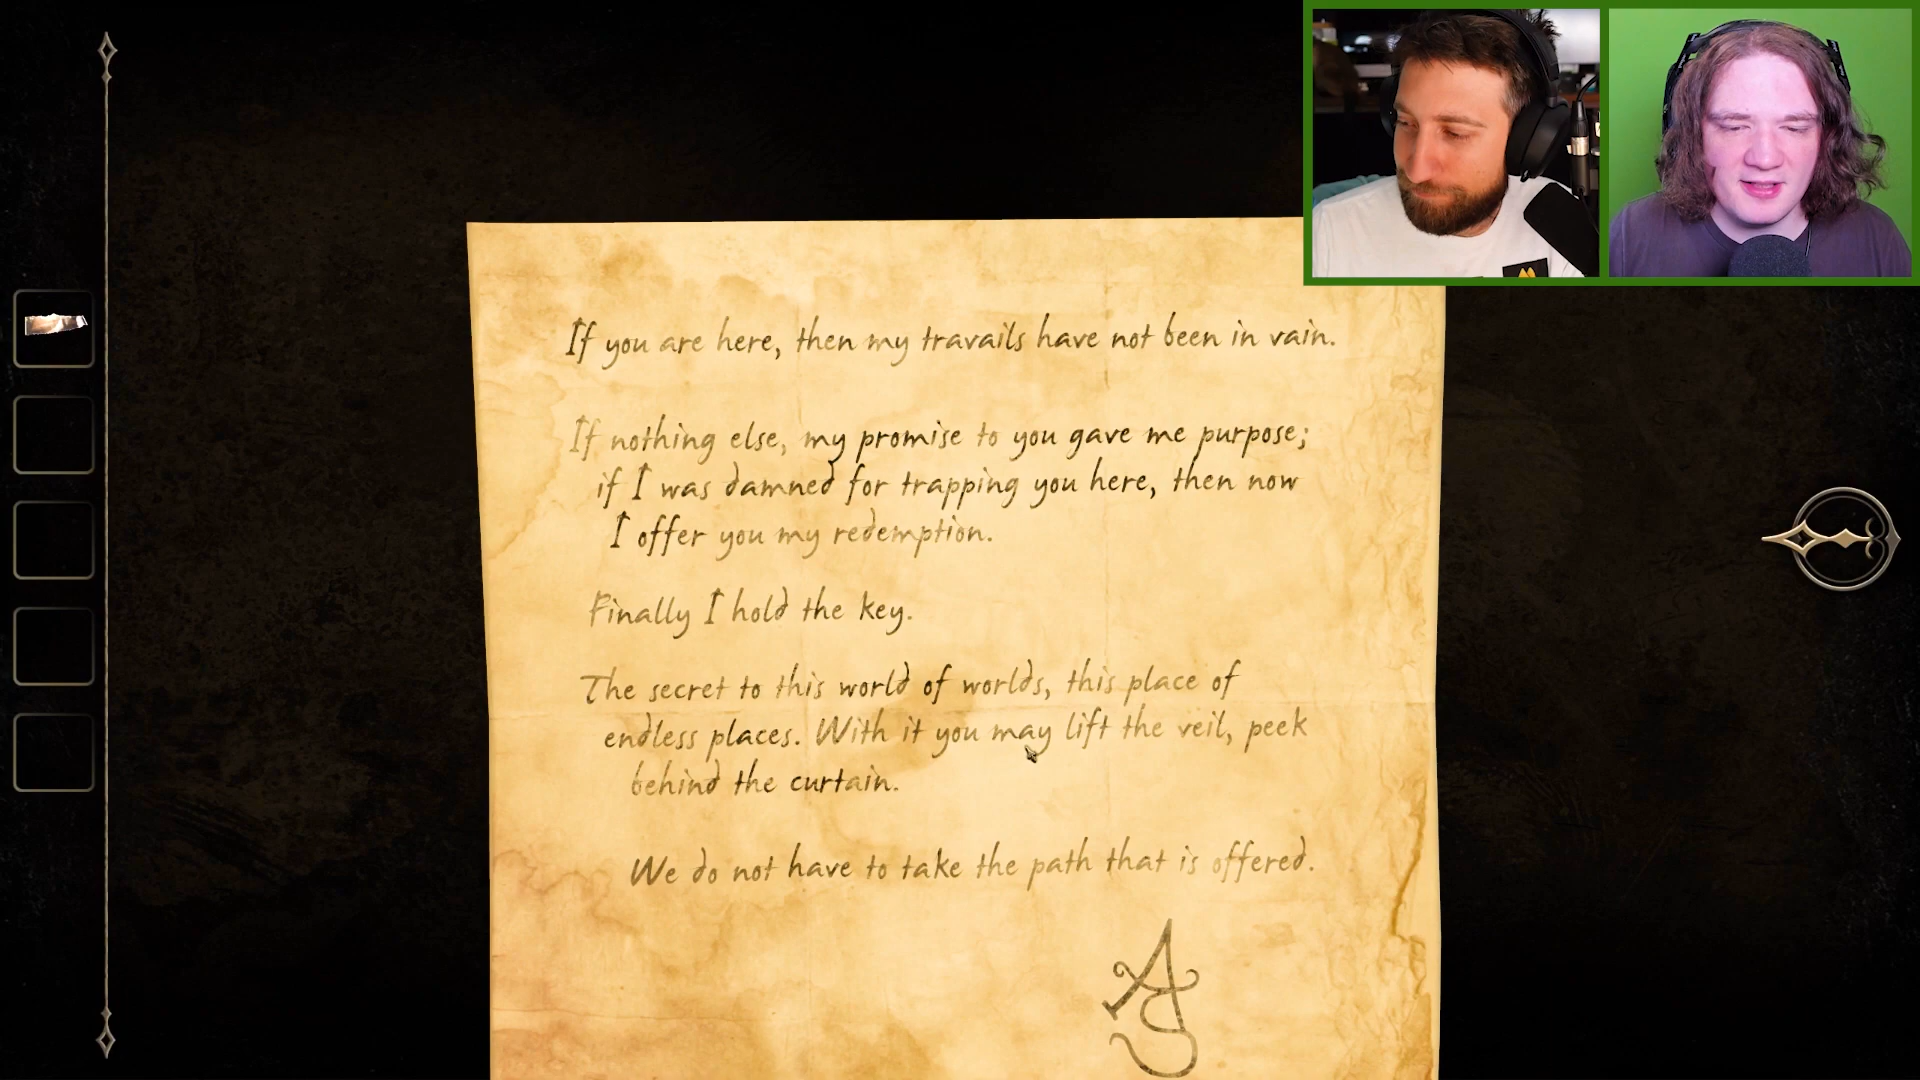 If you are here, then my travails have not been in vain.
If nothing else, my promise to you gave me purpose;
if I was damned for trapping you here, then now
I offer you my redemption.
Finally I hold the key.
The secret to this world of worlds, this place of
endless places. With it you may lift the veil, peek
behind the curtain.
We do not have to take the path that is offered.
AS